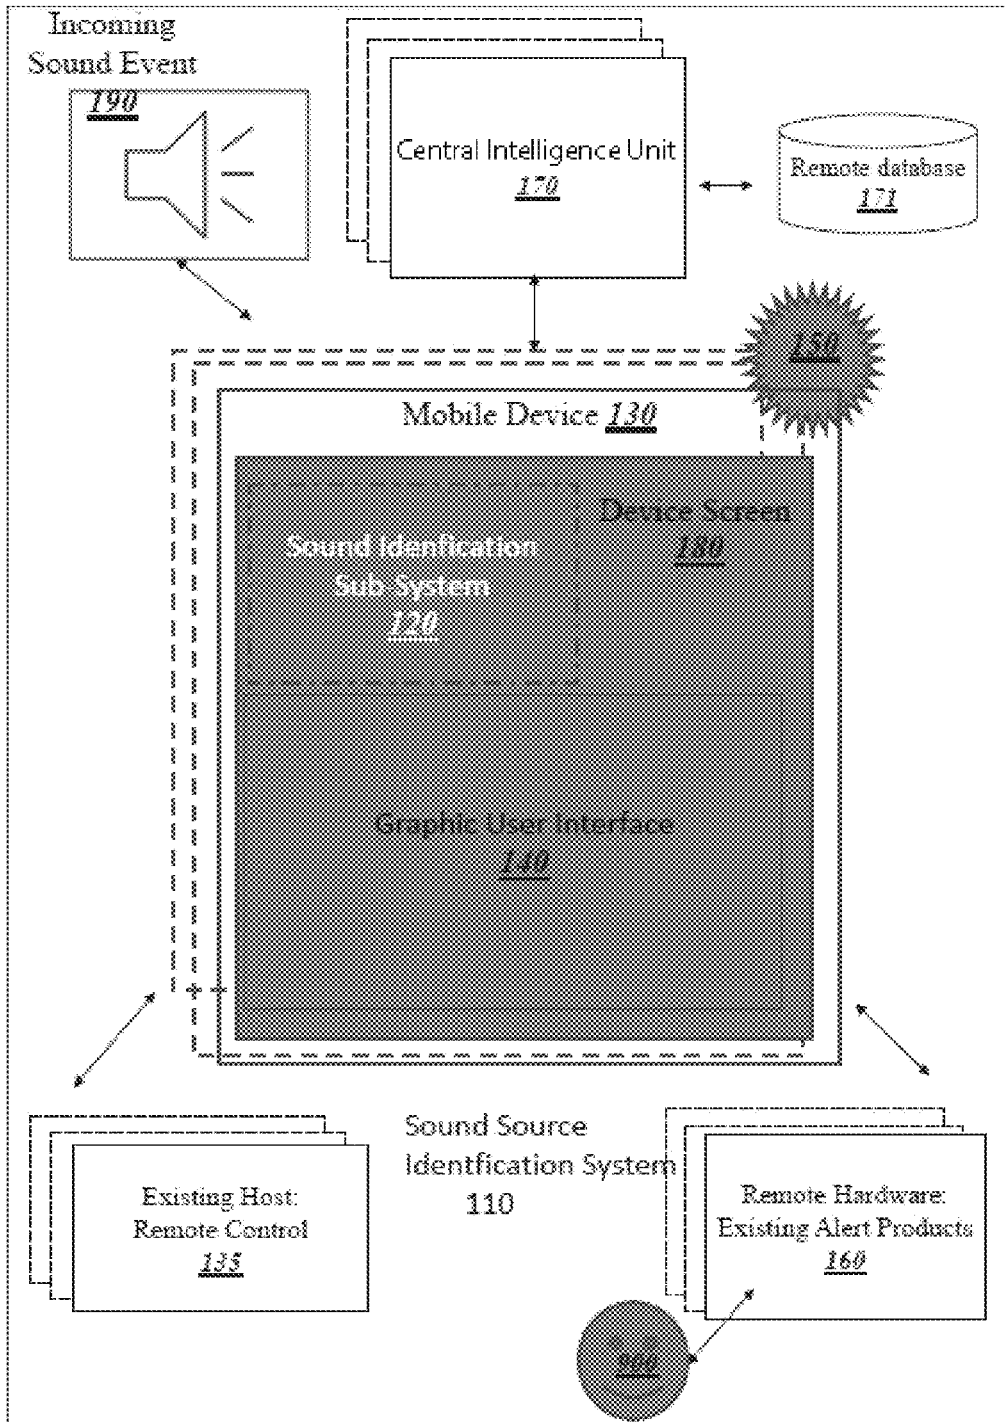 Incoming
Sound Event
190
Central Intelligence Unit
170
Remote database
171
150
Mobile Device 130
Device Screen
180
Sound Idenfication
Sub-System
120
Graphic User Interface
140
Sound Source
Identfication System
110
Existing Host:
Remote Control
135
Remote Hardware:
Existing Alert Products
160
900